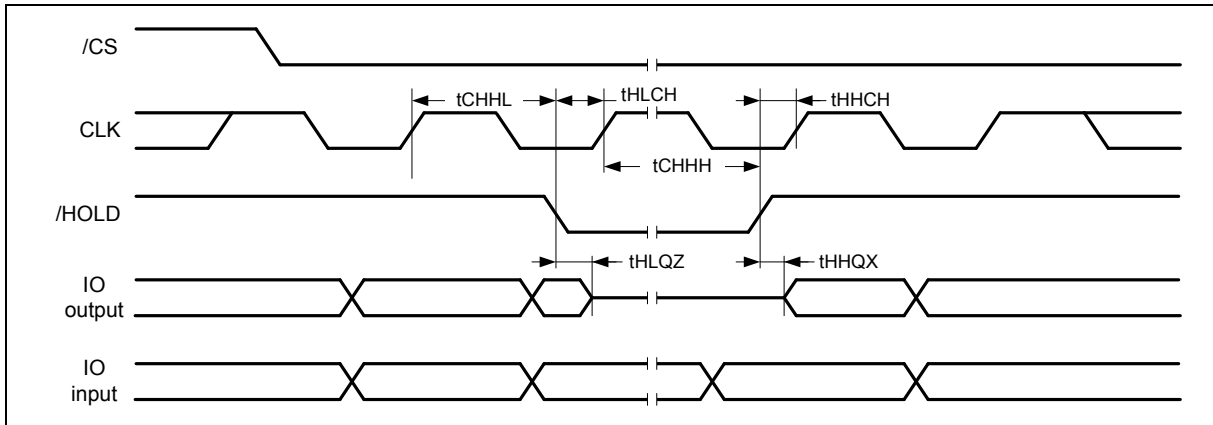 /CS
tCHHL
tHLCH
tHHCH
CLK
tCHHH
/HOLD
tHLQZ
tHHQX
IO
output
IO
input